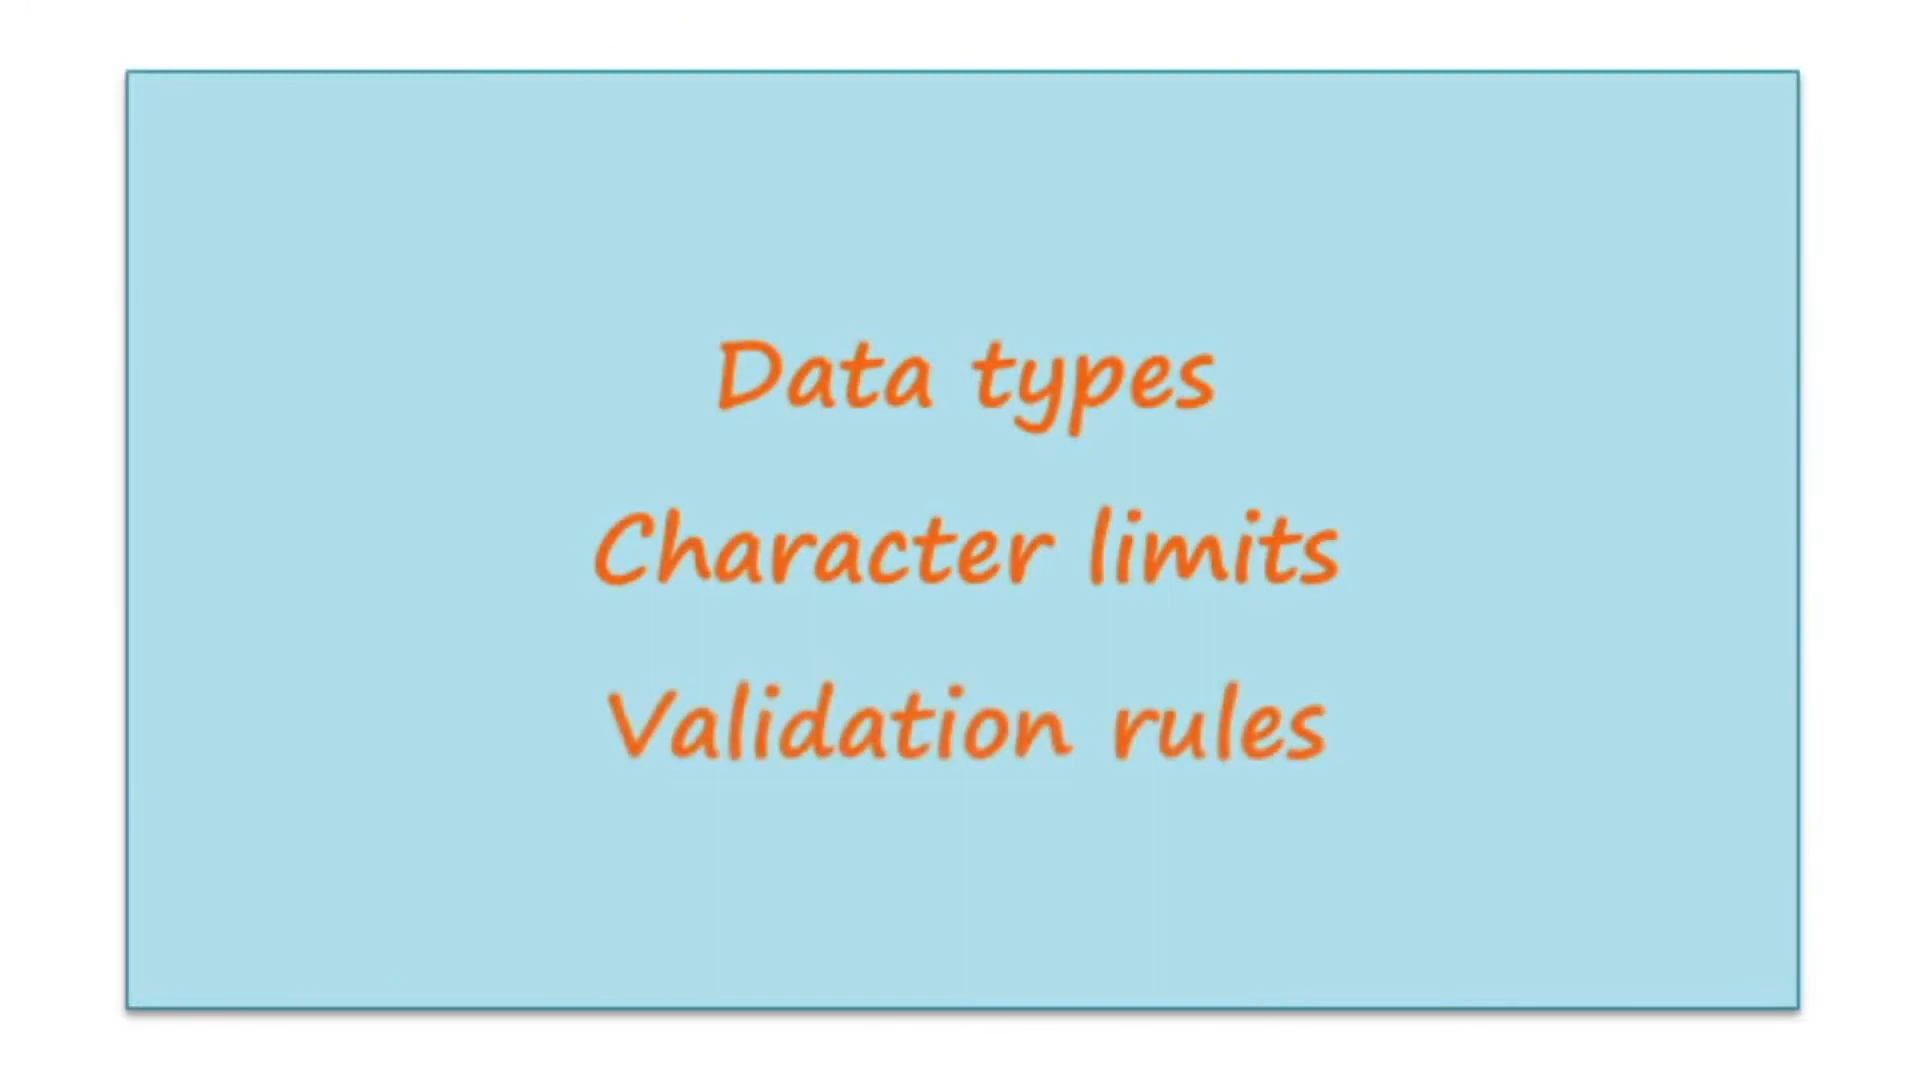 Data types
Character limits
Validation rules